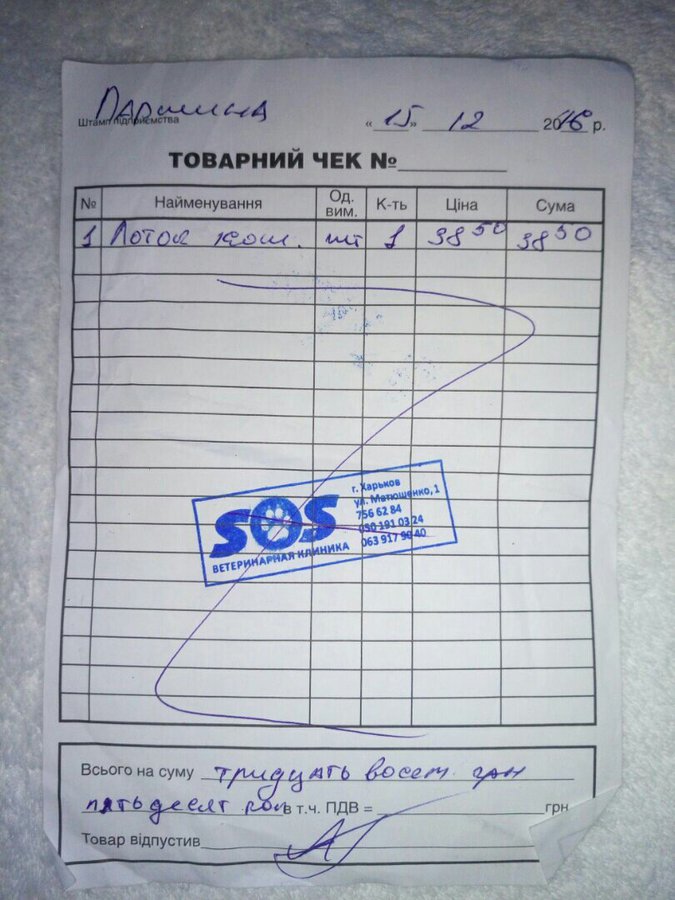 Паршина
Штамп підприємства «15» 12 2016 р.
ТОВАРНИЙ ЧЕК №
№ Найменування Од. вим. К-ть Ціна Сума
1 Лоток кош. шт 1 38 50 38 50
SOS
ВЕТЕРИНАРНАЯ КЛИНИКА
г. Харьков
ул. Матюшенко, 1
756 62 84
050 191 03 24
063 917 90 40
Всього на суму тридцать восем грн
пятьдесят коп в т.ч. ПДВ = грн
Товар відпустив